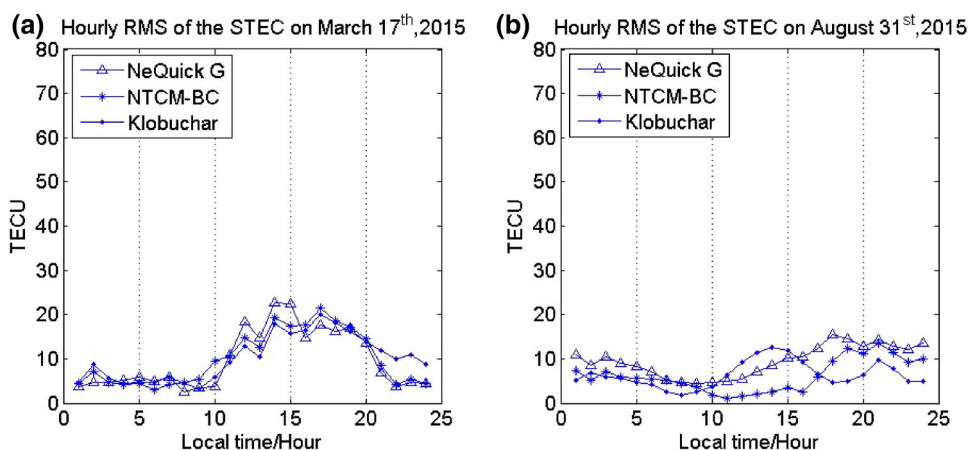 (a) Hourly RMS of the STEC on March 17th,2015
80
70
60
50
40
30
20
10
0
TECU
NeQuick G
NTCM-BC
Klobuchar
0 5 10 15 20 25
Local time/Hour
(b) Hourly RMS of the STEC on August 31st,2015
80
70
60
50
40
30
20
10
0
TECU
NeQuick G
NTCM-BC
Klobuchar
0 5 10 15 20 25
Local time/Hour